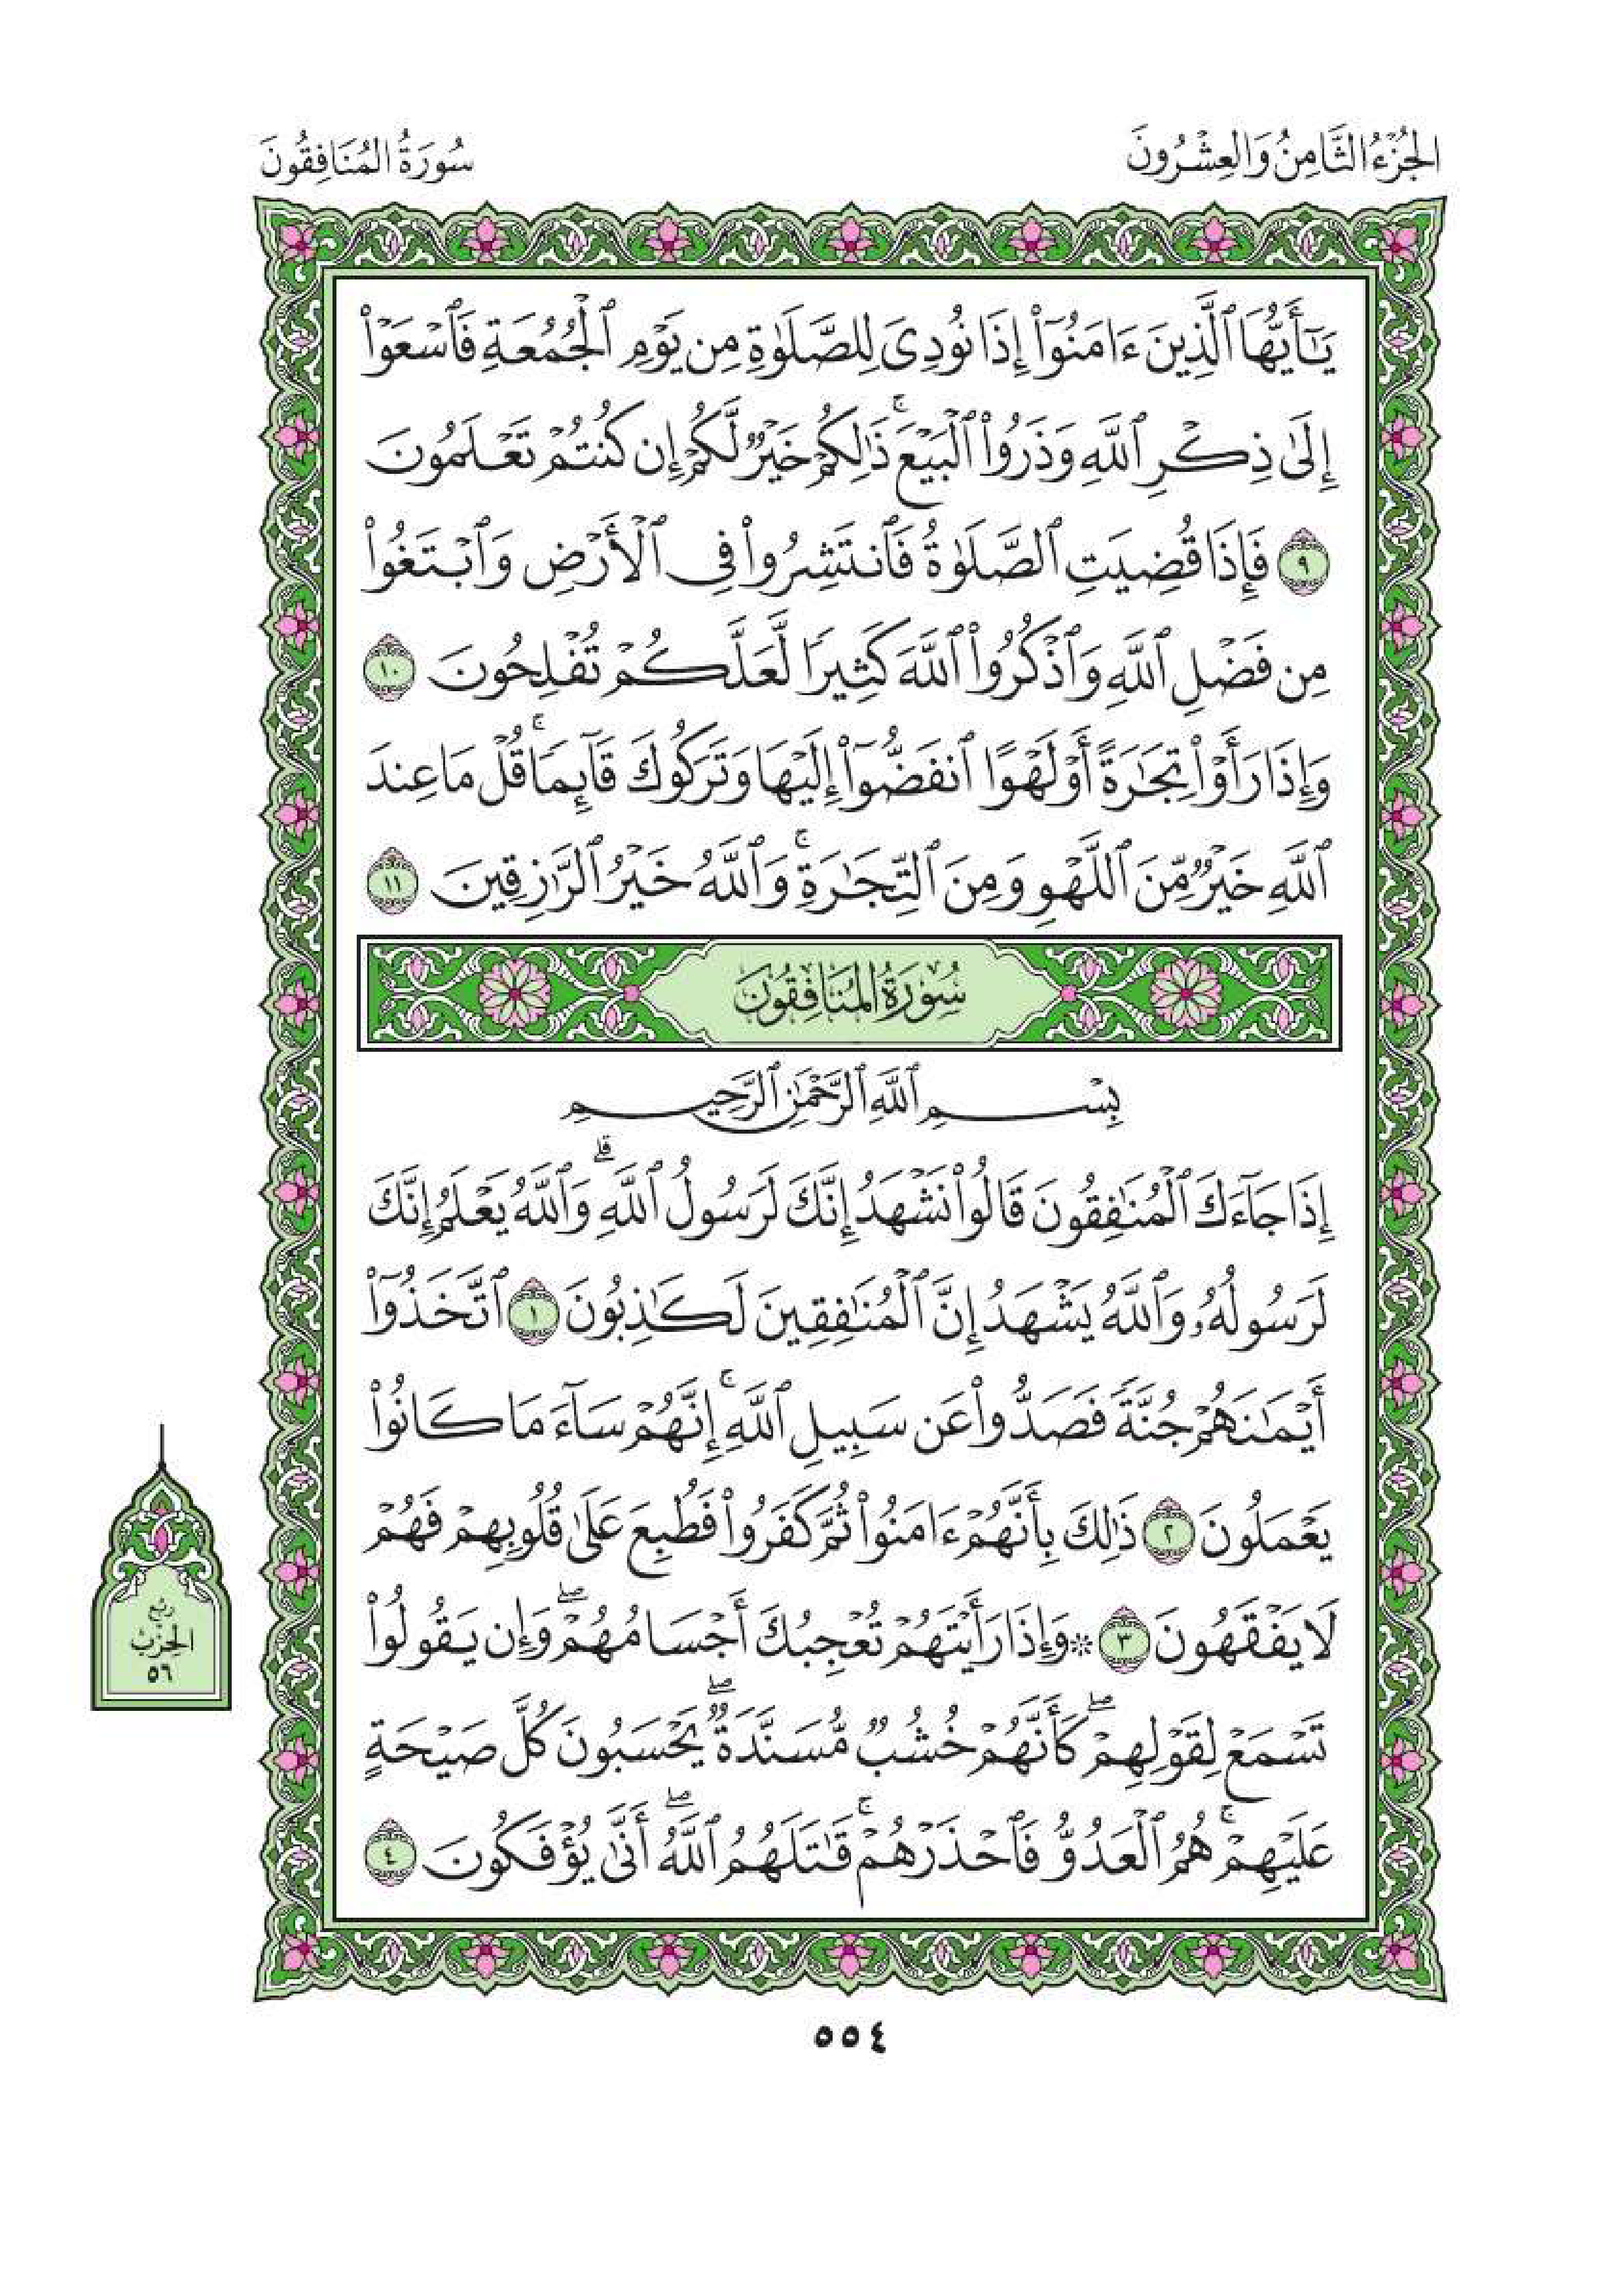 الجُزْءُ الثَّامِنُ وَالعِشْرُونَ
سُورَةُ المُنَافِقُونَ
يَٰٓأَيُّهَا ٱلَّذِينَ ءَامَنُوٓاْ إِذَا نُودِىَ لِلصَّلَوٰةِ مِن يَوْمِ ٱلْجُمُعَةِ فَٱسْعَوْاْ
إِلَىٰ ذِكْرِ ٱللَّهِ وَذَرُواْ ٱلْبَيْعَ ۚ ذَٰلِكُمْ خَيْرٌ لَّكُمْ إِن كُنتُمْ تَعْلَمُونَ
٩ فَإِذَا قُضِيَتِ ٱلصَّلَوٰةُ فَٱنتَشِرُواْ فِى ٱلْأَرْضِ وَٱبْتَغُواْ
مِن فَضْلِ ٱللَّهِ وَٱذْكُرُواْ ٱللَّهَ كَثِيرًا لَّعَلَّكُمْ تُفْلِحُونَ ١٠
وَإِذَا رَأَوْاْ تِجَٰرَةً أَوْ لَهْوًا ٱنفَضُّوٓاْ إِلَيْهَا وَتَرَكُوكَ قَآئِمًا ۚ قُلْ مَا عِندَ
ٱللَّهِ خَيْرٌ مِّنَ ٱللَّهْوِ وَمِنَ ٱلتِّجَٰرَةِ ۚ وَٱللَّهُ خَيْرُ ٱلرَّٰزِقِينَ ١١
سُورَةُ المُنَافِقُونَ
بِسْمِ ٱللَّهِ ٱلرَّحْمَٰنِ ٱلرَّحِيمِ
إِذَا جَآءَكَ ٱلْمُنَٰفِقُونَ قَالُواْ نَشْهَدُ إِنَّكَ لَرَسُولُ ٱللَّهِ ۗ وَٱللَّهُ يَعْلَمُ إِنَّكَ
لَرَسُولُهُۥ وَٱللَّهُ يَشْهَدُ إِنَّ ٱلْمُنَٰفِقِينَ لَكَٰذِبُونَ ١ ٱتَّخَذُوٓاْ
أَيْمَٰنَهُمْ جُنَّةً فَصَدُّواْ عَن سَبِيلِ ٱللَّهِ ۚ إِنَّهُمْ سَآءَ مَا كَانُواْ
يَعْمَلُونَ ٢ ذَٰلِكَ بِأَنَّهُمْ ءَامَنُواْ ثُمَّ كَفَرُواْ فَطُبِعَ عَلَىٰ قُلُوبِهِمْ فَهُمْ
لَا يَفْقَهُونَ ٣ ۞ وَإِذَا رَأَيْتَهُمْ تُعْجِبُكَ أَجْسَامُهُمْ ۖ وَإِن يَقُولُواْ
تَسْمَعْ لِقَوْلِهِمْ ۖ كَأَنَّهُمْ خُشُبٌ مُّسَنَّدَةٌ ۖ يَحْسَبُونَ كُلَّ صَيْحَةٍ
عَلَيْهِمْ ۚ هُمُ ٱلْعَدُوُّ فَٱحْذَرْهُمْ ۚ قَٰتَلَهُمُ ٱللَّهُ ۖ أَنَّىٰ يُؤْفَكُونَ ٤
ربع
الحزب
٥٦
٥٥٤